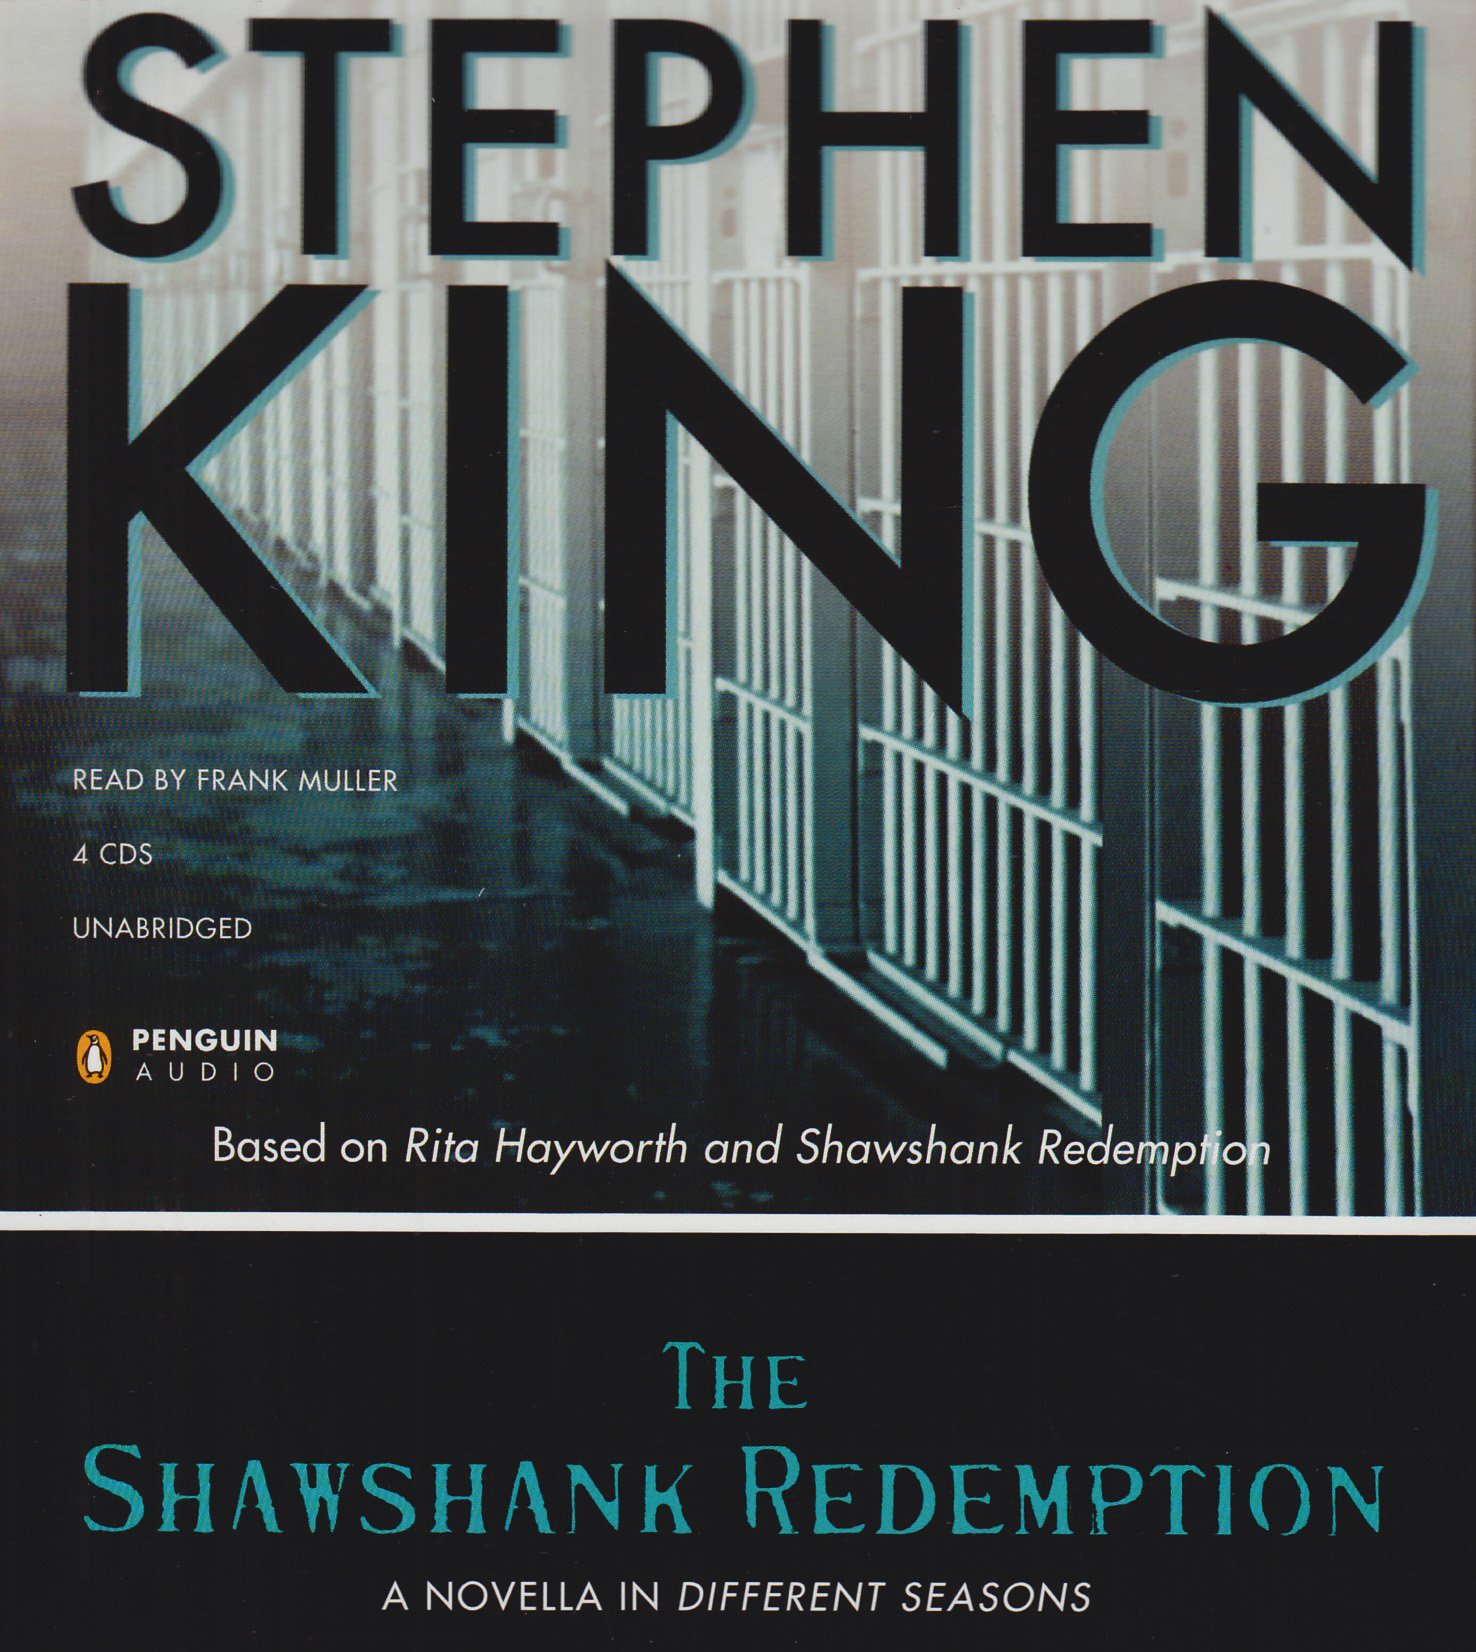 STEPHEN
KING
READ BY FRANK MULLER
4 CDS
UNABRIDGED
PENGUIN
AUDIO
Based on Rita Hayworth and Shawshank Redemption
THE
SHAWSHANK REDEMPTION
A NOVELLA IN DIFFERENT SEASONS